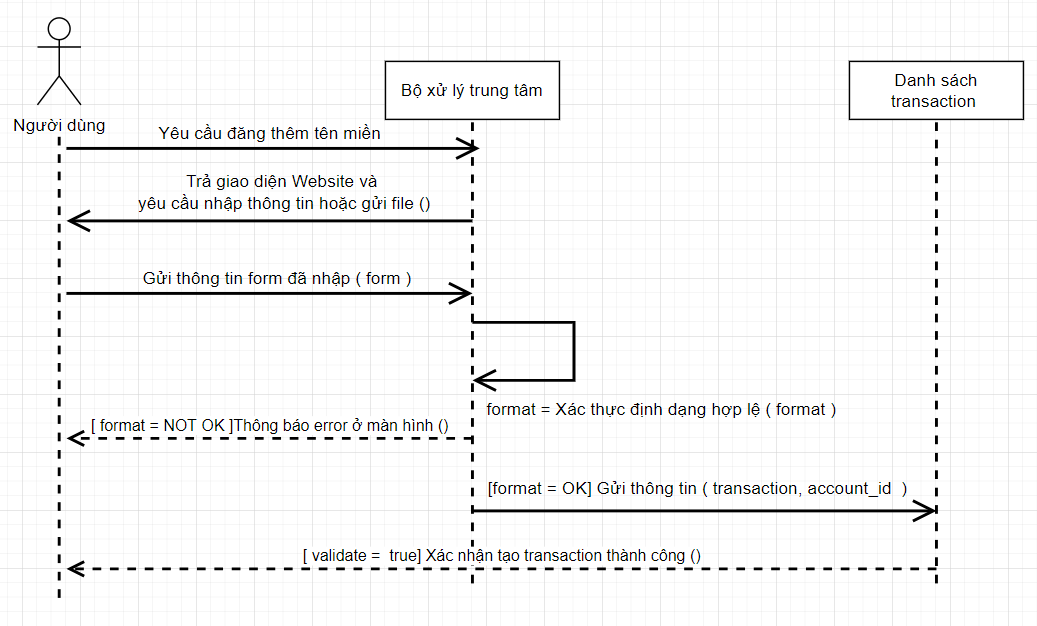 Người dùng
Bộ xử lý trung tâm
Danh sách
transaction
Yêu cầu đăng thêm tên miền
Trả giao diện Website và
yêu cầu nhập thông tin hoặc gửi file ()
Gửi thông tin form đã nhập ( form )
format = Xác thực định dạng hợp lệ ( format )
[ format = NOT OK ]Thông báo error ở màn hình ()
[format = OK] Gửi thông tin ( transaction, account_id )
[ validate = true] Xác nhận tạo transaction thành công ()